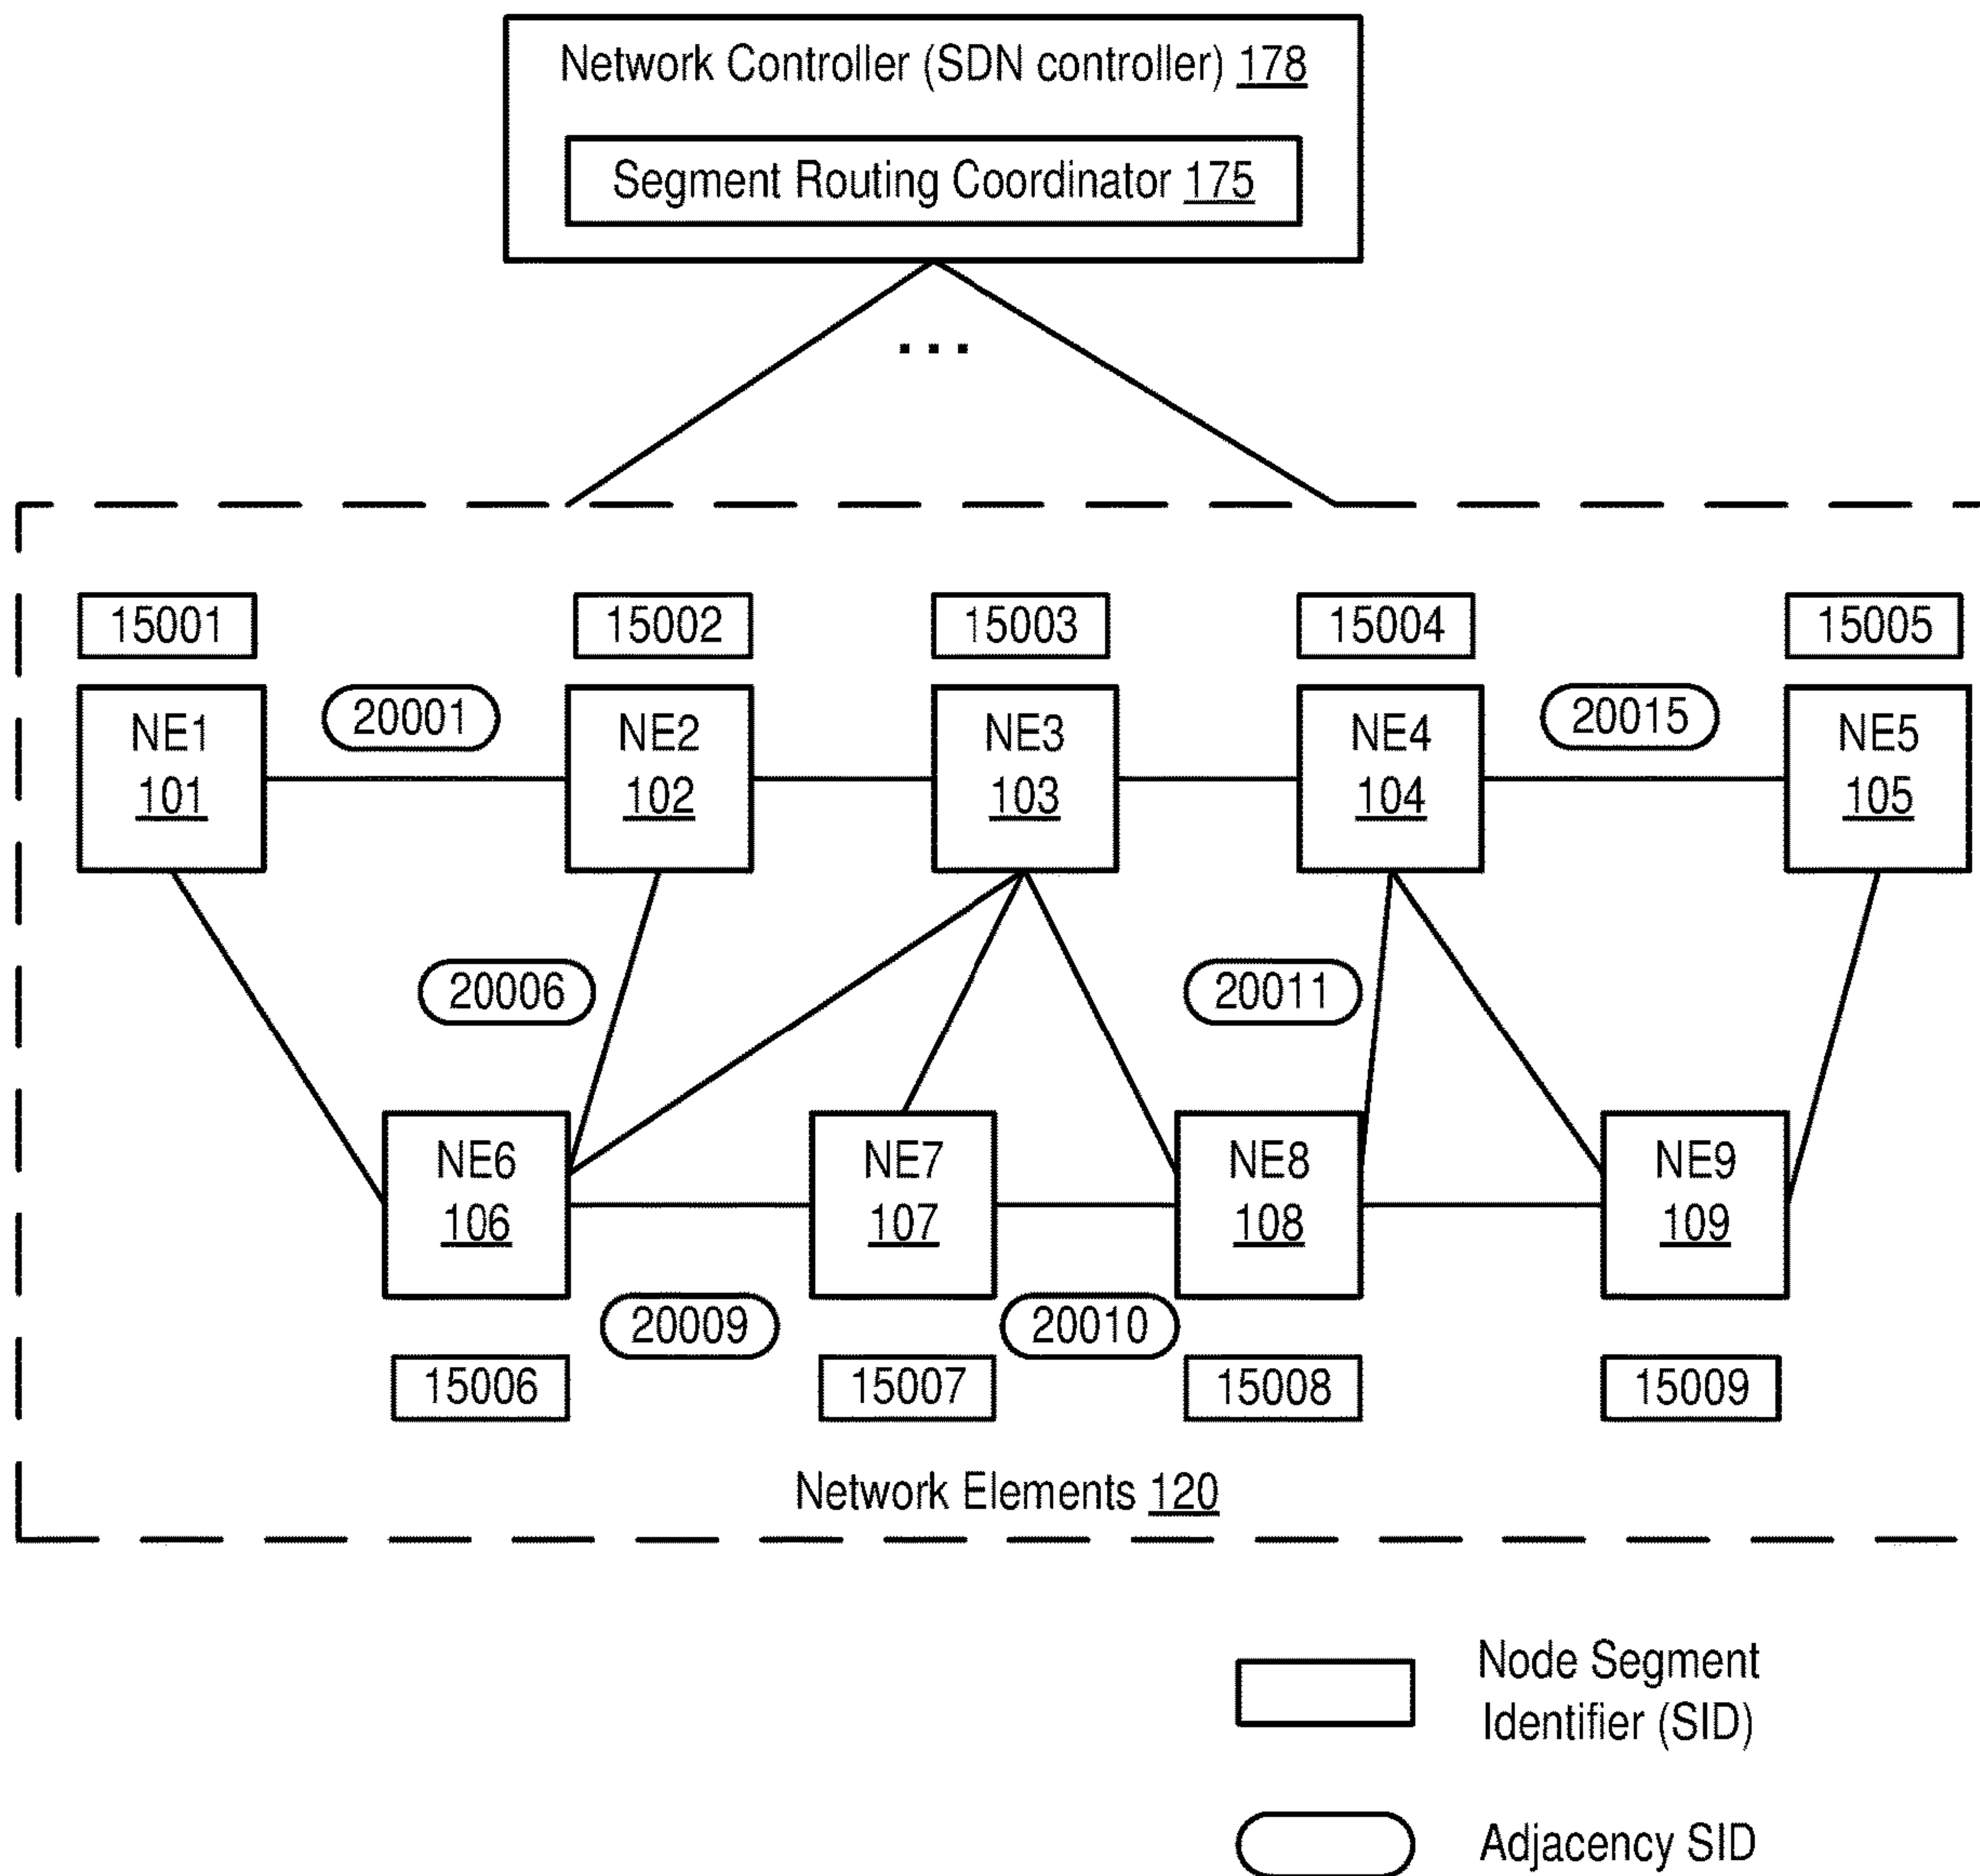 Network Controller (SDN controller) 178
Segment Routing Coordinator 175
...
15001 15002 15003 15004 15005
20001 20015
NE1 NE2 NE3 NE4 NE5
101 102 103 104 105
20006 20011
NE6 NE7 NE8 NE9
106 107 108 109
20009 20010
15006 15007 15008 15009
Network Elements 120
Node Segment
Identifier (SID)
Adjacency SID